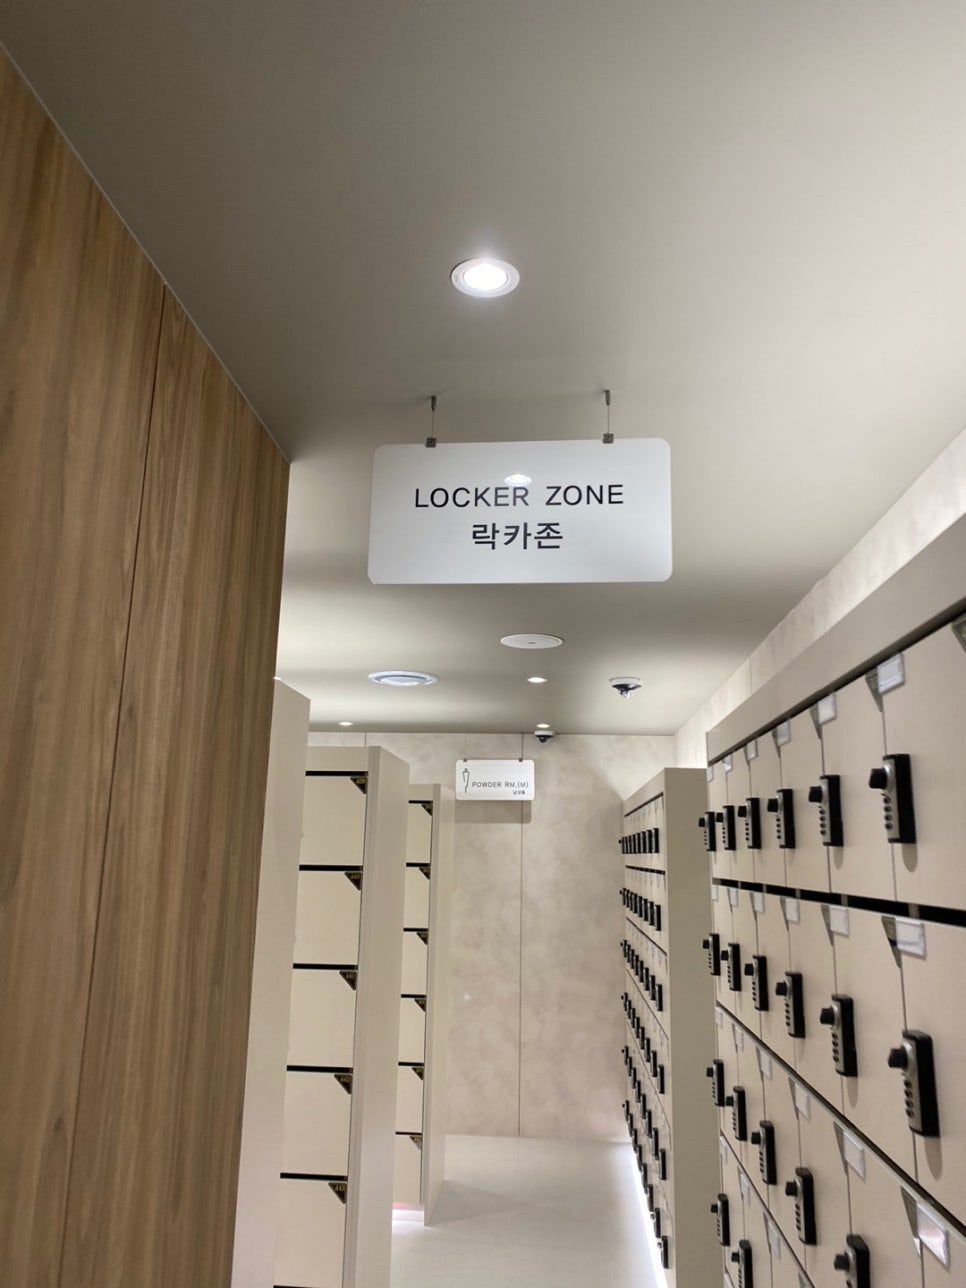 LOCKER ZONE
락카존
POWDER RM.(M)